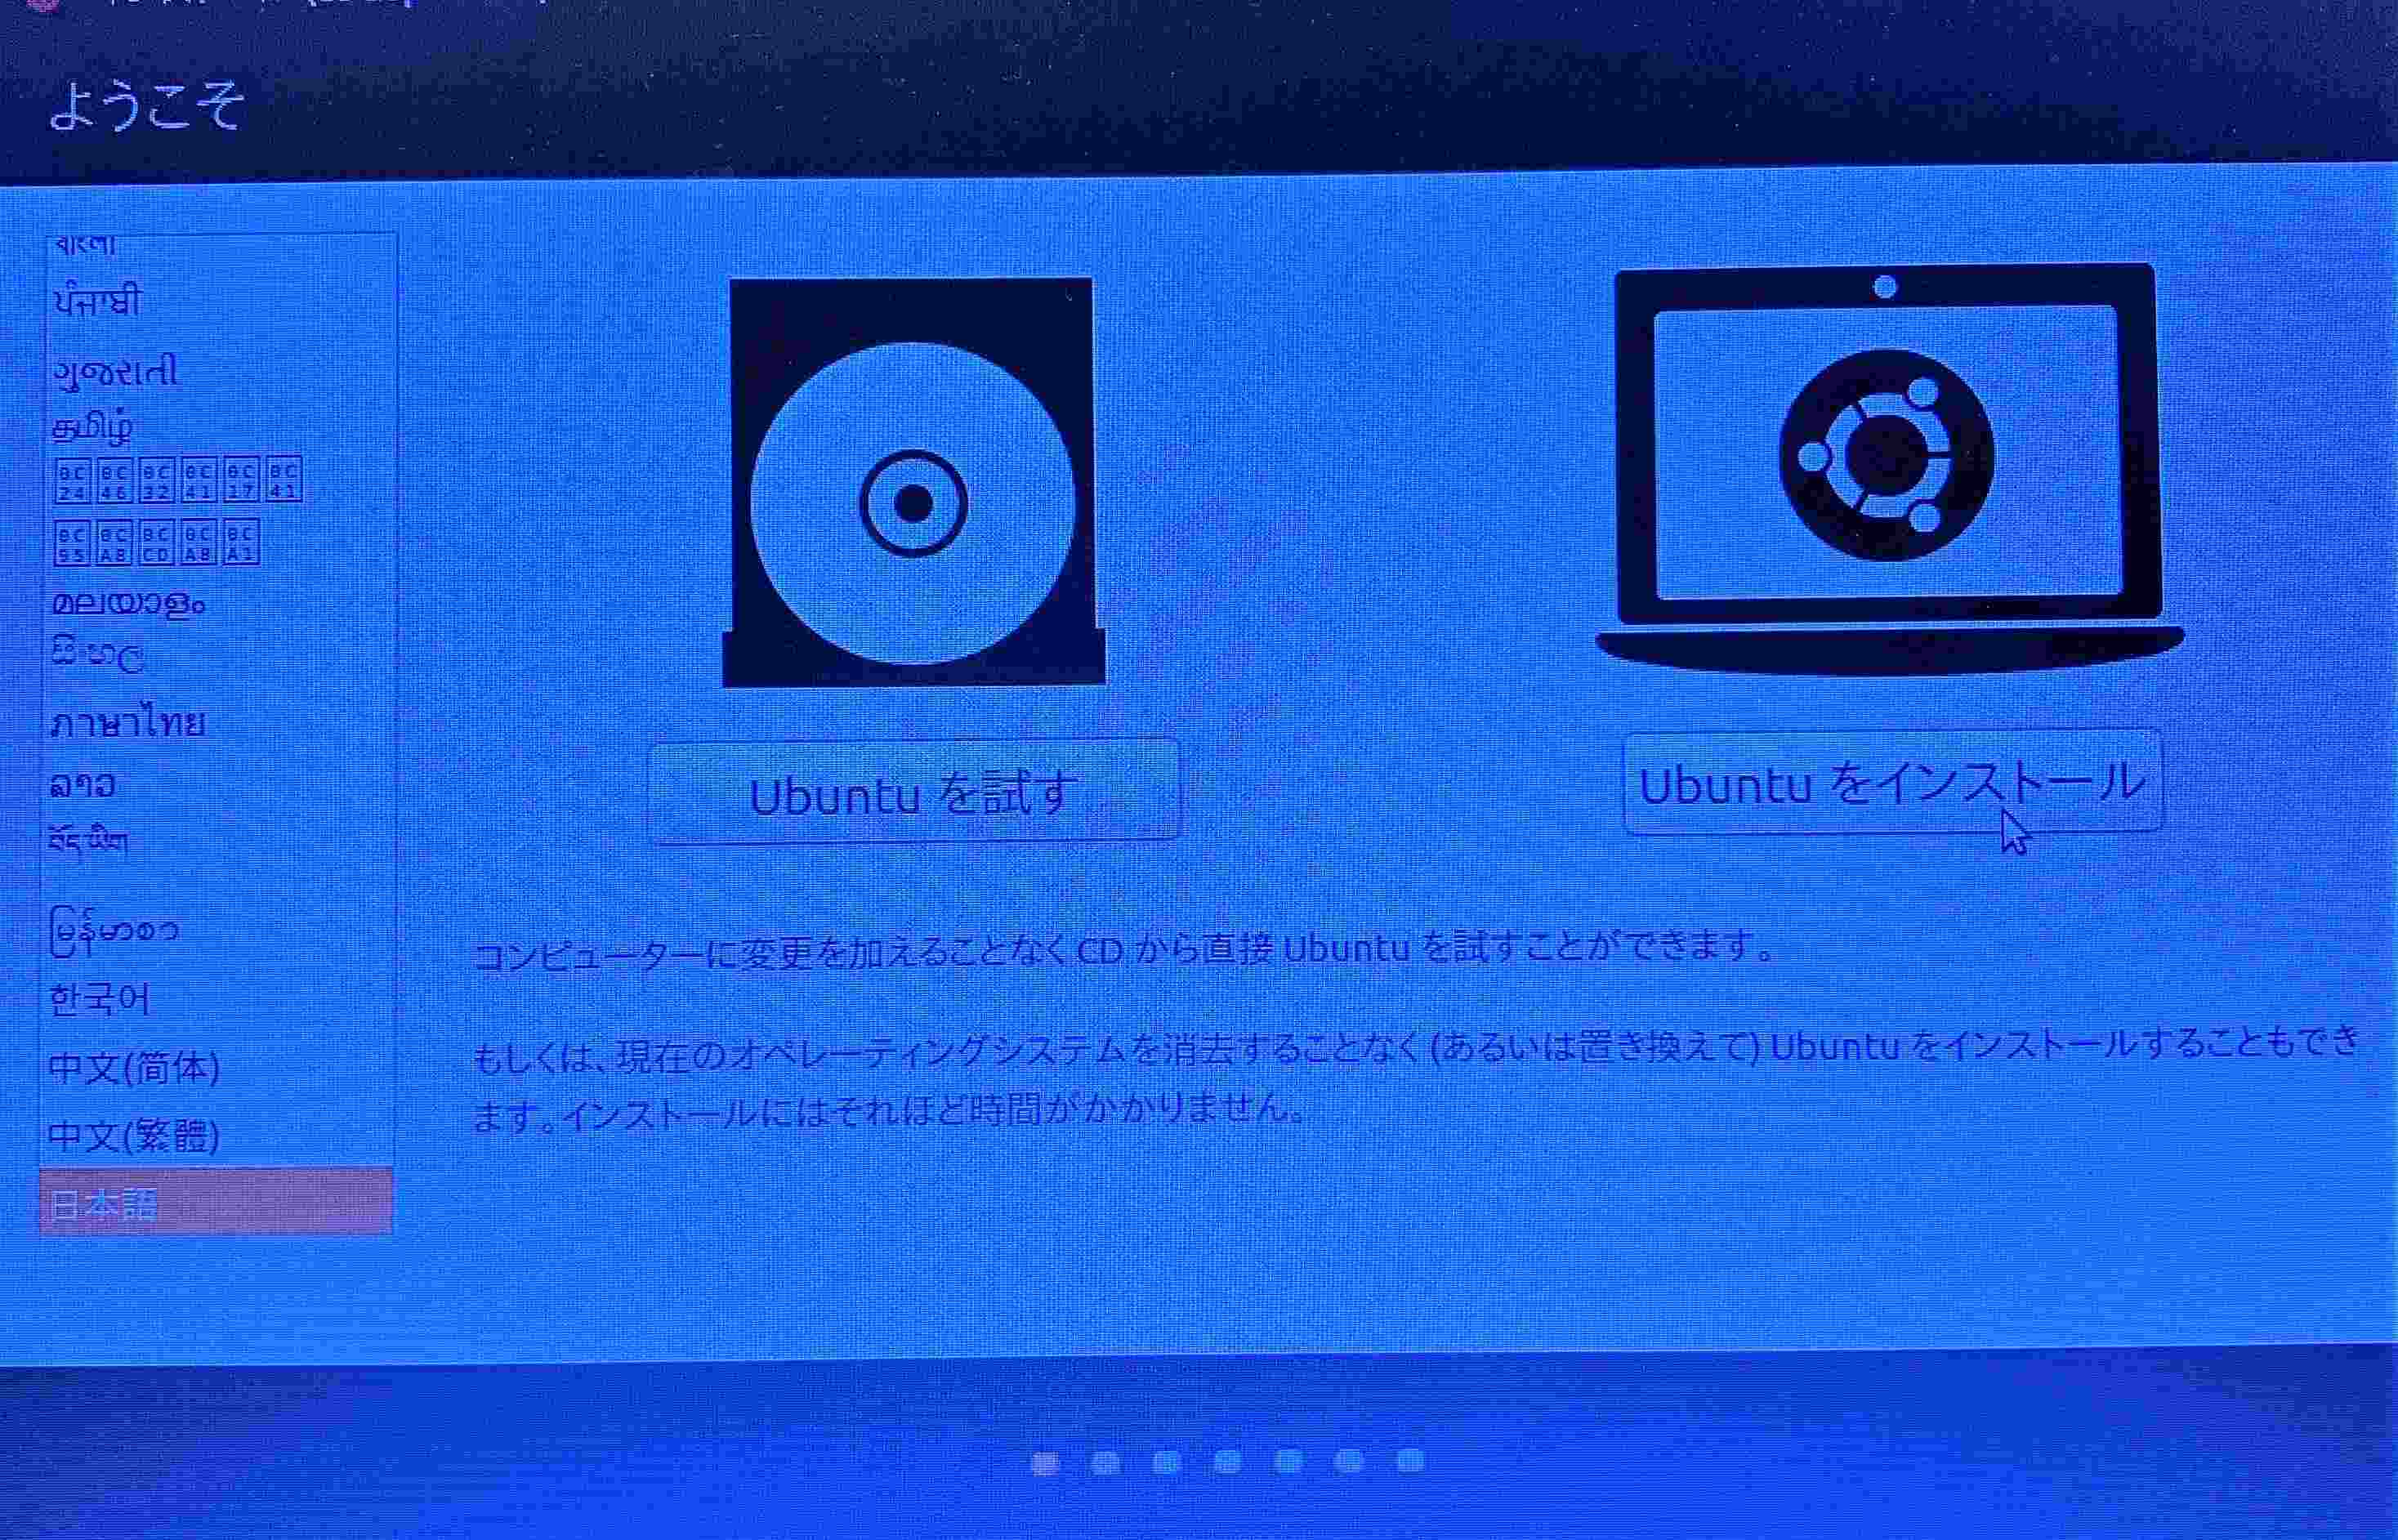 ようこそ
বাংলা
ਪੰਜਾਬੀ
ગુજરાતી
தமிழ்
മലയാളം
සිංහල
ภาษาไทย
ລາວ
မြန်မာစာ
한국어
中文(简体)
中文(繁體)
日本語
Ubuntu を試す
Ubuntu をインストール
コンピューターに変更を加えることなく CD から直接 Ubuntu を試すことができます。
もしくは、現在のオペレーティングシステムを消去することなく (あるいは置き換えて) Ubuntu をインストールすることもでき
ます。インストールにはそれほど時間がかかりません。